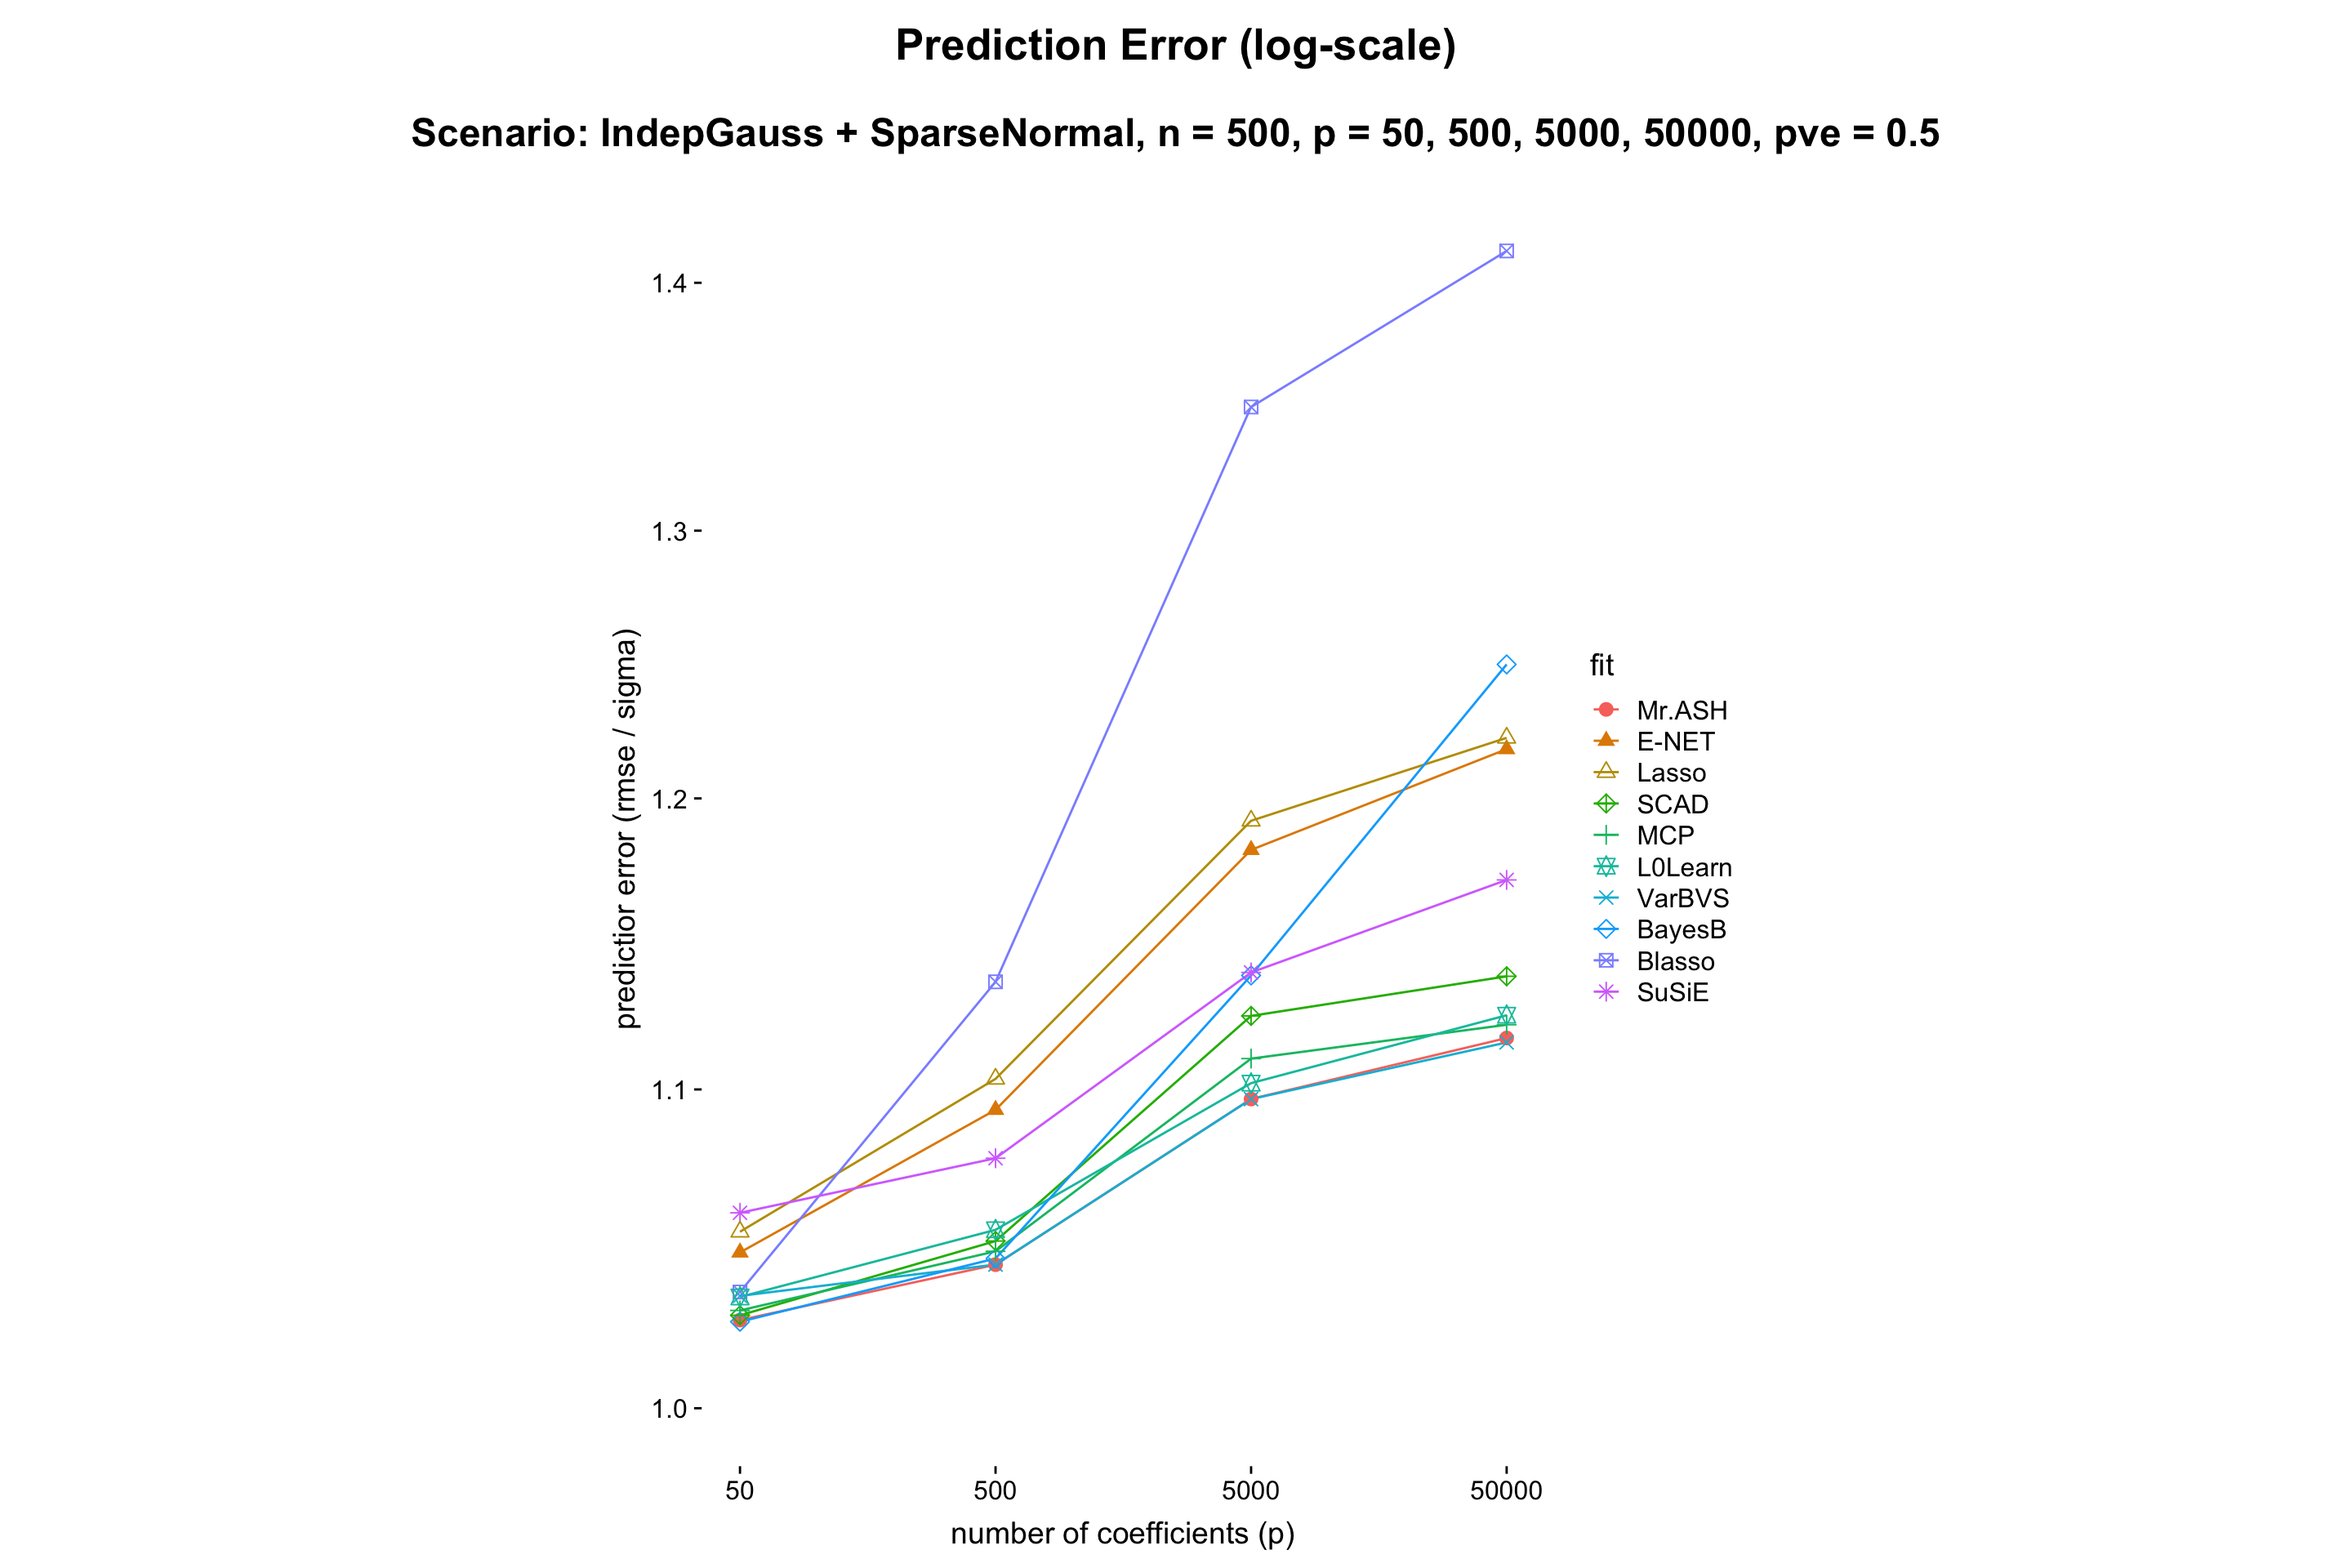 Prediction Error (log-scale)
Scenario: IndepGauss + SparseNormal, n = 500, p = 50, 500, 5000, 50000, pve = 0.5
1.4
1.3
1.2
1.1
1.0
predictior error (rmse / sigma)
50 500 5000 50000
number of coefficients (p)
fit
Mr.ASH
E-NET
Lasso
SCAD
MCP
L0Learn
VarBVS
BayesB
Blasso
SuSiE